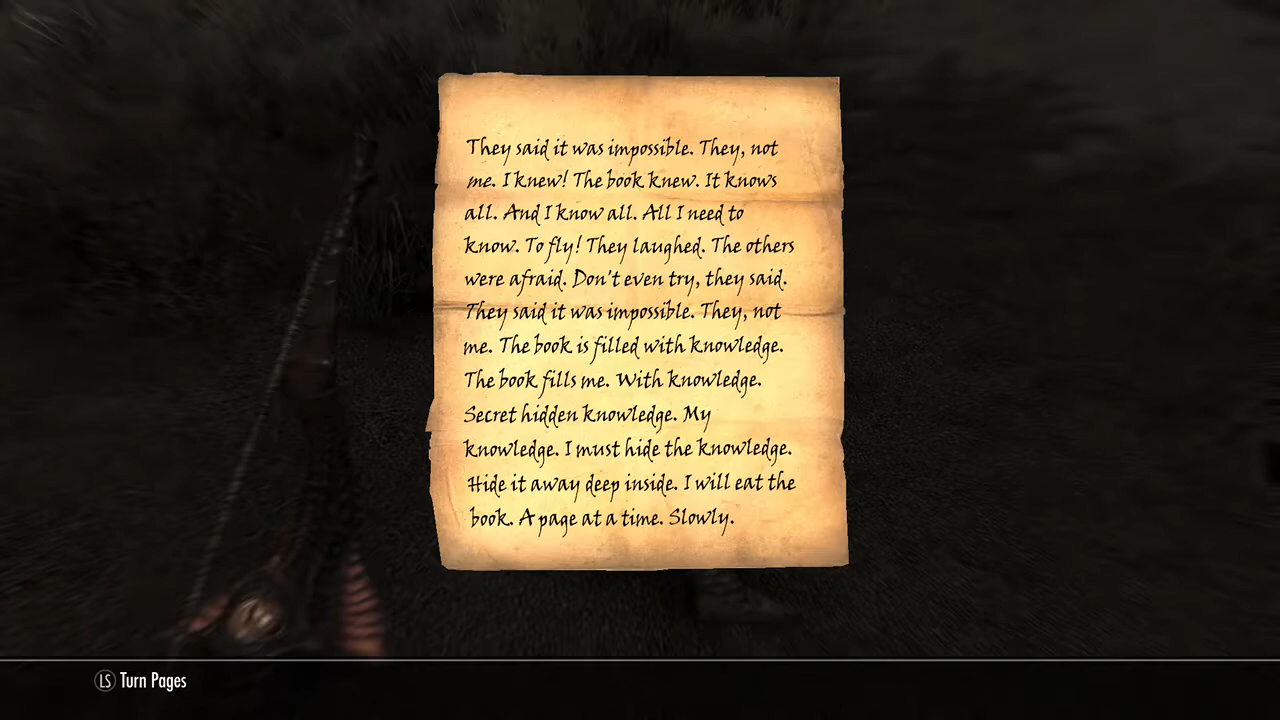 They said it was impossible. They, not
me. I knew! The book knew. It knows
all. And I know all. All I need to
know. To fly! They laughed. The others
were afraid. Don't even try, they said.
They said it was impossible. They, not
me. The book is filled with knowledge.
The book fills me. With knowledge.
Secret hidden knowledge. My
knowledge. I must hide the knowledge.
Hide it away deep inside. I will eat the
book. A page at a time. Slowly.
LS Turn Pages